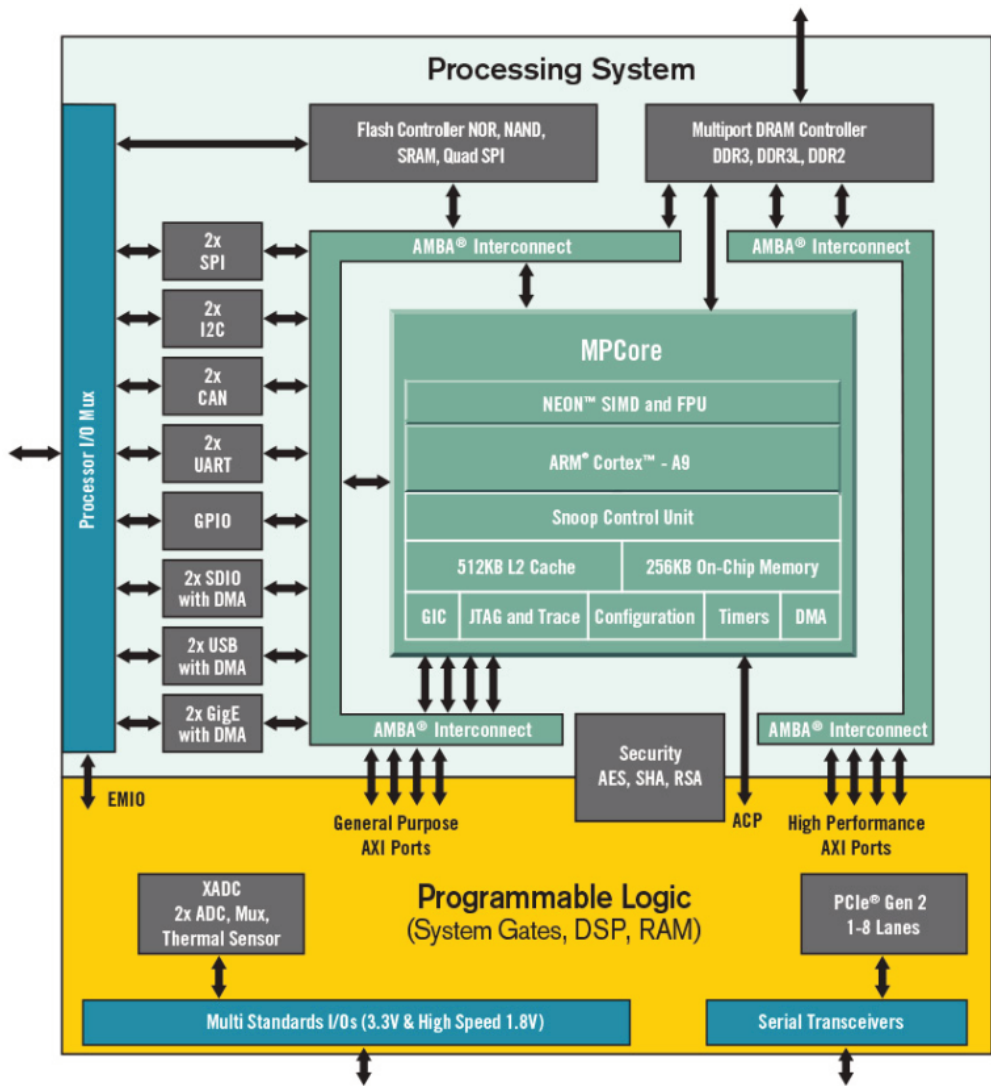 Processing System
Flash Controller NOR, NAND,
SRAM, Quad SPI
Multiport DRAM Controller
DDR3, DDR3L, DDR2
AMBA® Interconnect
AMBA® Interconnect
Processor I/O Mux
2x
SPI
2x
I2C
2x
CAN
2x
UART
GPIO
2x SDIO
with DMA
2x USB
with DMA
2x GigE
with DMA
MPCore
NEON™ SIMD and FPU
ARM® Cortex™ - A9
Snoop Control Unit
512KB L2 Cache
256KB On-Chip Memory
GIC
JTAG and Trace
Configuration
Timers
DMA
AMBA® Interconnect
AMBA® Interconnect
Security
AES, SHA, RSA
EMIO
General Purpose
AXI Ports
ACP
High Performance
AXI Ports
XADC
2x ADC, Mux,
Thermal Sensor
Programmable Logic
(System Gates, DSP, RAM)
PCIe® Gen 2
1-8 Lanes
Multi Standards I/Os (3.3V & High Speed 1.8V)
Serial Transceivers